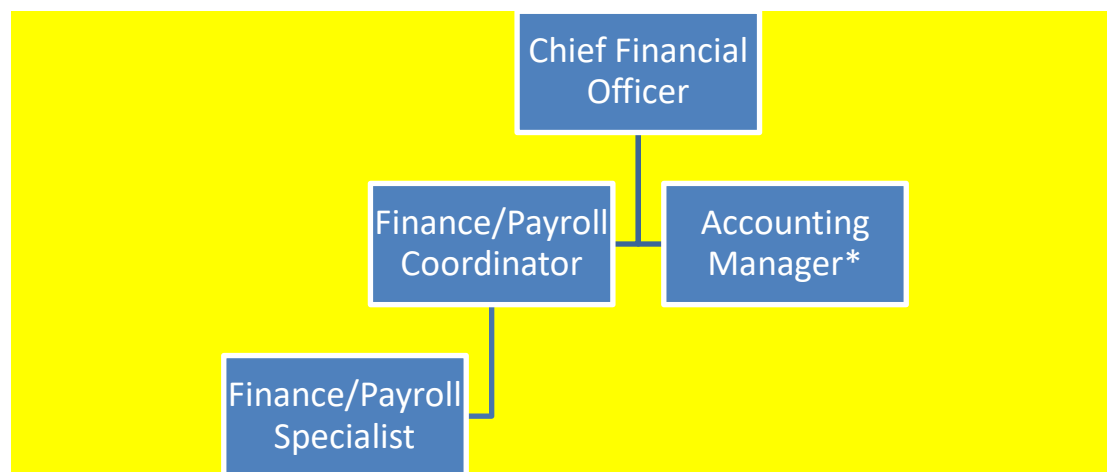 Chief Financial
Officer
Finance/Payroll
Coordinator
Accounting
Manager*
Finance/Payroll
Specialist